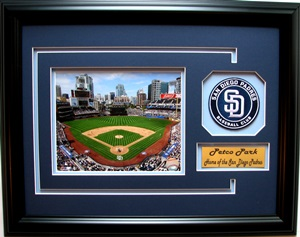 SAN DIEGO PADRES
SD
BASEBALL CLUB
Petco Park
Home of the San Diego Padres